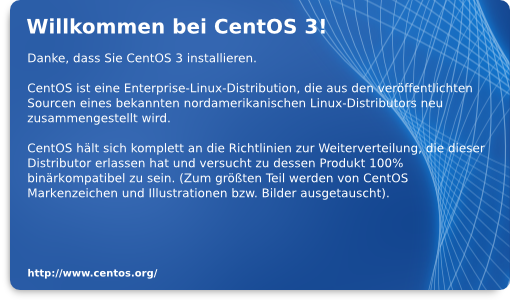 Willkommen bei CentOS 3!
Danke, dass Sie CentOS 3 installieren.
CentOS ist eine Enterprise-Linux-Distribution, die aus den veröffentlichten
Sourcen eines bekannten nordamerikanischen Linux-Distributors neu
zusammengestellt wird.
CentOS hält sich komplett an die Richtlinien zur Weiterverteilung, die dieser
Distributor erlassen hat und versucht zu dessen Produkt 100%
binärkompatibel zu sein. (Zum größten Teil werden von CentOS
Markenzeichen und Illustrationen bzw. Bilder ausgetauscht).
http://www.centos.org/